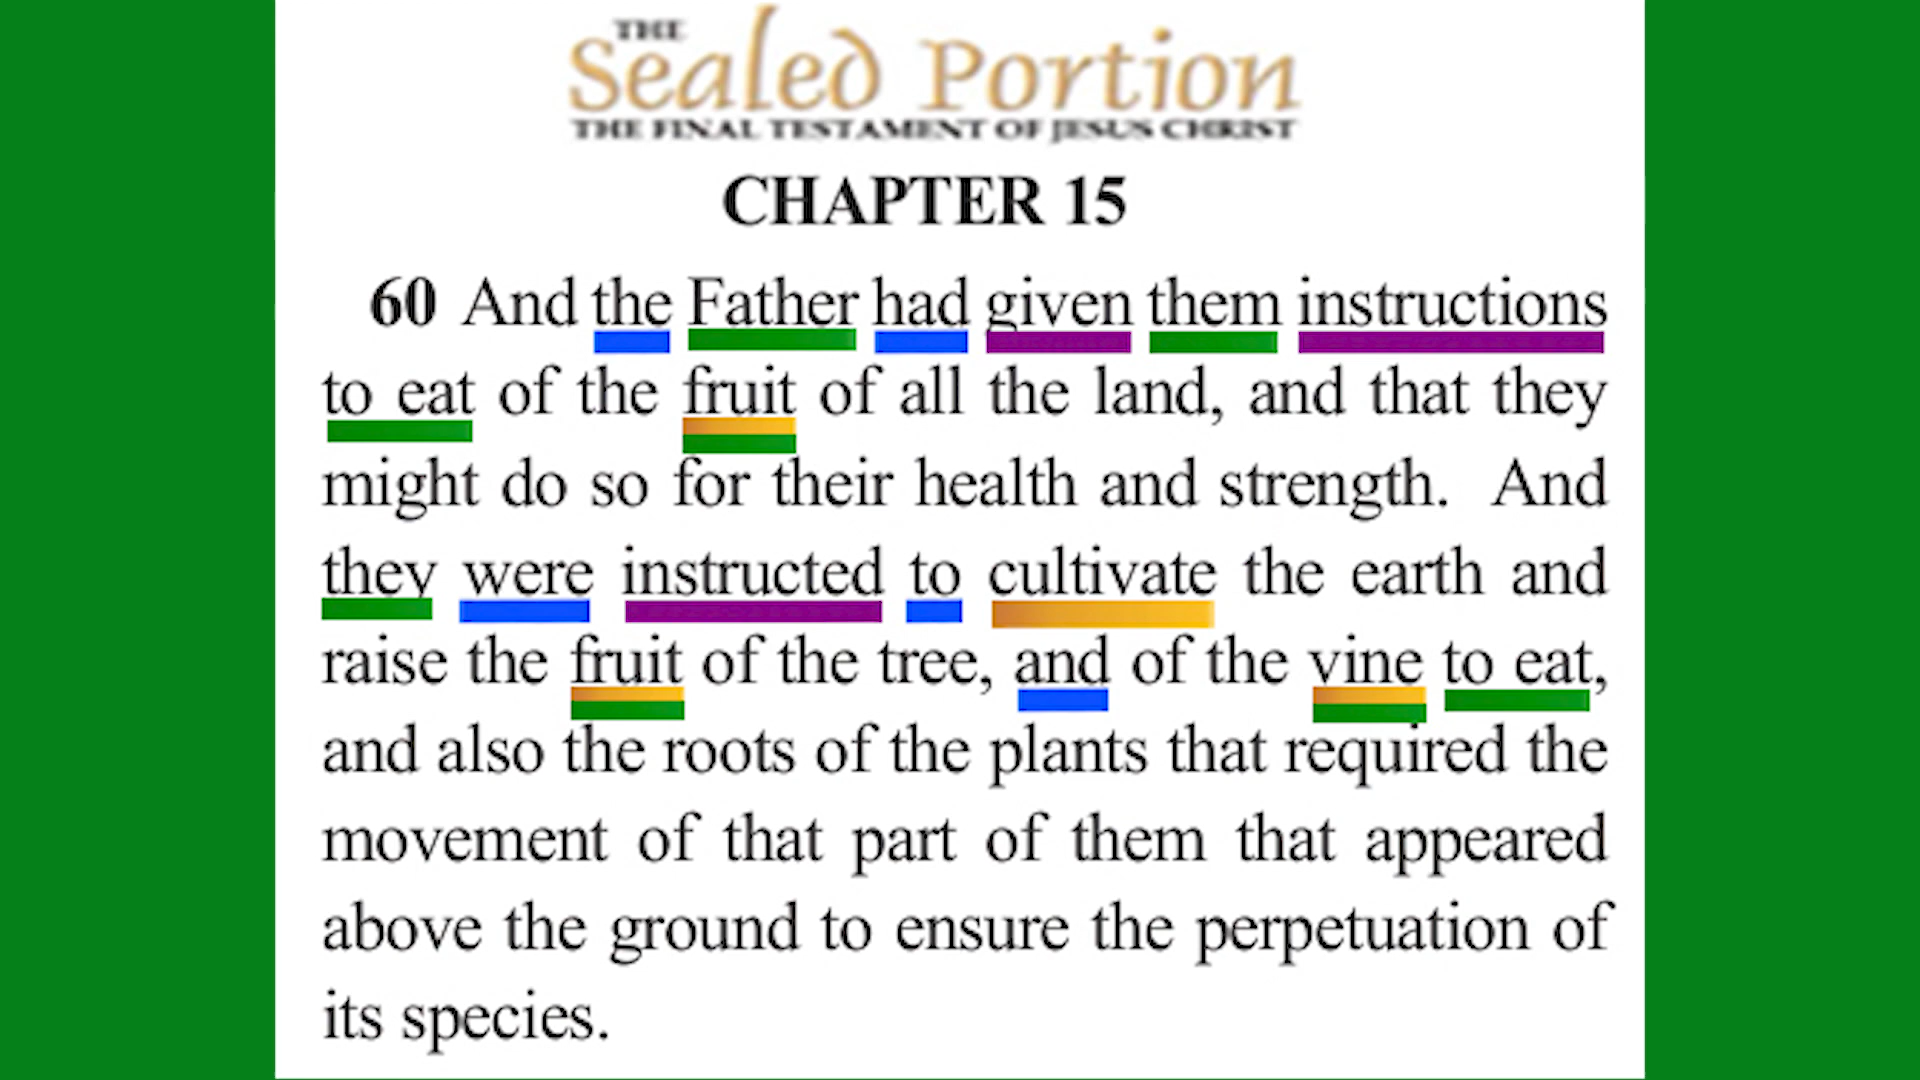 THE
Sealed Portion
THE FINAL TESTAMENT OF JESUS CHRIST
CHAPTER 15
60 And the Father had given them instructions
to eat of the fruit of all the land, and that they
might do so for their health and strength. And
they were instructed to cultivate the earth and
raise the fruit of the tree, and of the vine to eat,
and also the roots of the plants that required the
movement of that part of them that appeared
above the ground to ensure the perpetuation of
its species.